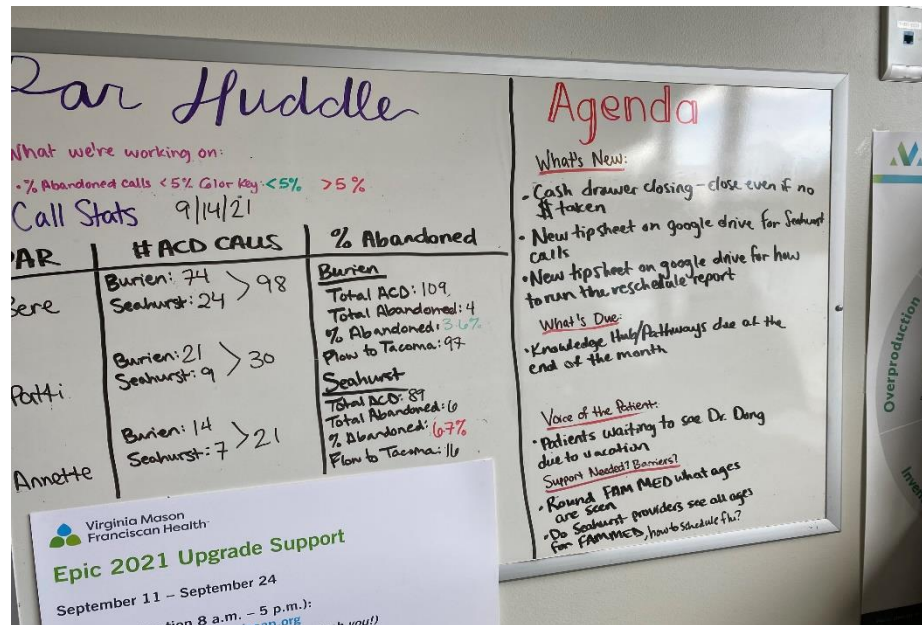 Par Huddle
What we're working on:
• % Abandoned calls <5% Color Key: <5% >5%
Call Stats 9/14/21
PAR
# ACD CALLS
% Abandoned
Bere
Burien: 74
Seahurst: 24 > 98
Patti
Burien: 21
Seahurst: 9 > 30
Annette
Burien: 14
Seahurst: 7 > 21
Burien
Total ACD: 109
Total Abandoned: 4
% Abandoned: 3.6%
Flow to Tacoma: 97
Seahurst
Total ACD: 89
Total Abandoned: 6
% Abandoned: 6.7%
Flow to Tacoma: 16
Agenda
What's New:
• Cash drawer closing - close even if no
$ taken
• New tipsheet on google drive for Seahurst
calls
• New tipsheet on google drive for how
to run the reschedule report
What's Due:
• Knowledge Hub/Pathways due at the
end of the month
Voice of the Patient:
• Patients waiting to see Dr. Dang
due to vacation
Support Needed? Barriers?
• Round FAM MED what ages
are seen
• Do Seahurst providers see all ages
for FAM MED, how to schedule flu?
Virginia Mason
Franciscan Health
Epic 2021 Upgrade Support
September 11 – September 24
8 a.m. – 5 p.m.):
you!)
Overproduction